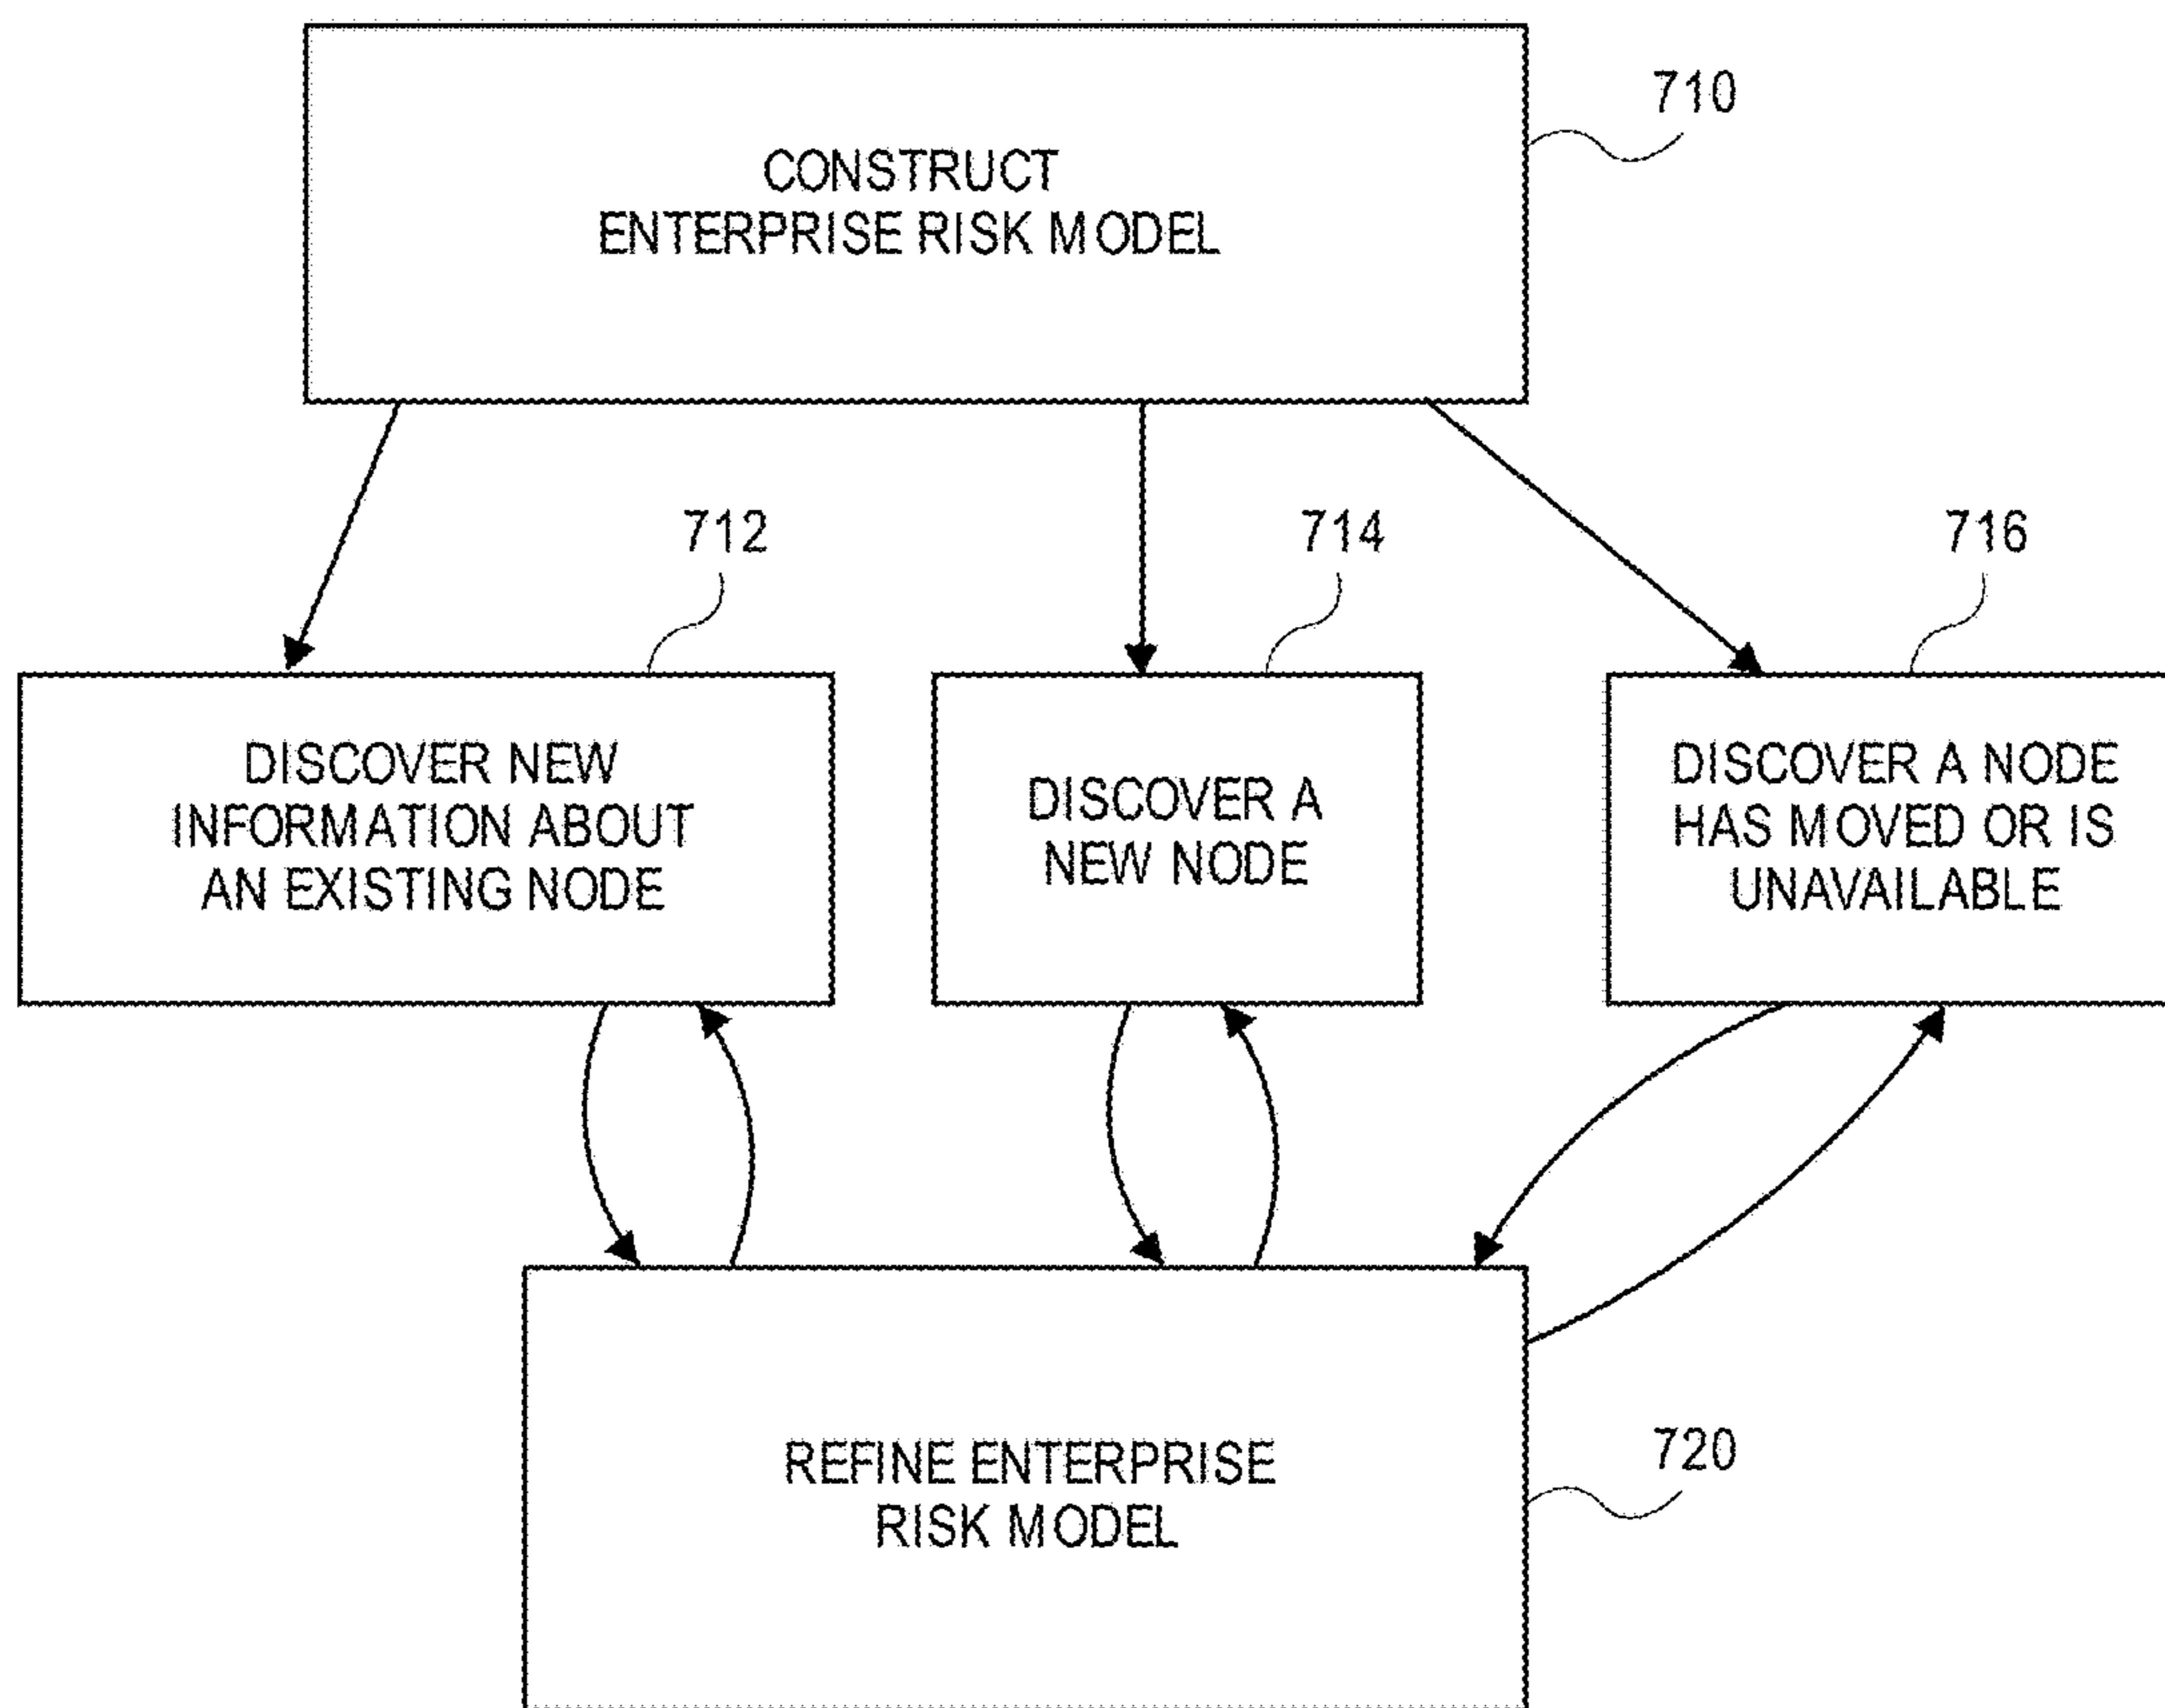 710
CONSTRUCT
ENTERPRISE RISK MODEL
712
714
716
DISCOVER NEW
INFORMATION ABOUT
AN EXISTING NODE
DISCOVER A
NEW NODE
DISCOVER A NODE
HAS MOVED OR IS
UNAVAILABLE
REFINE ENTERPRISE
RISK MODEL
720